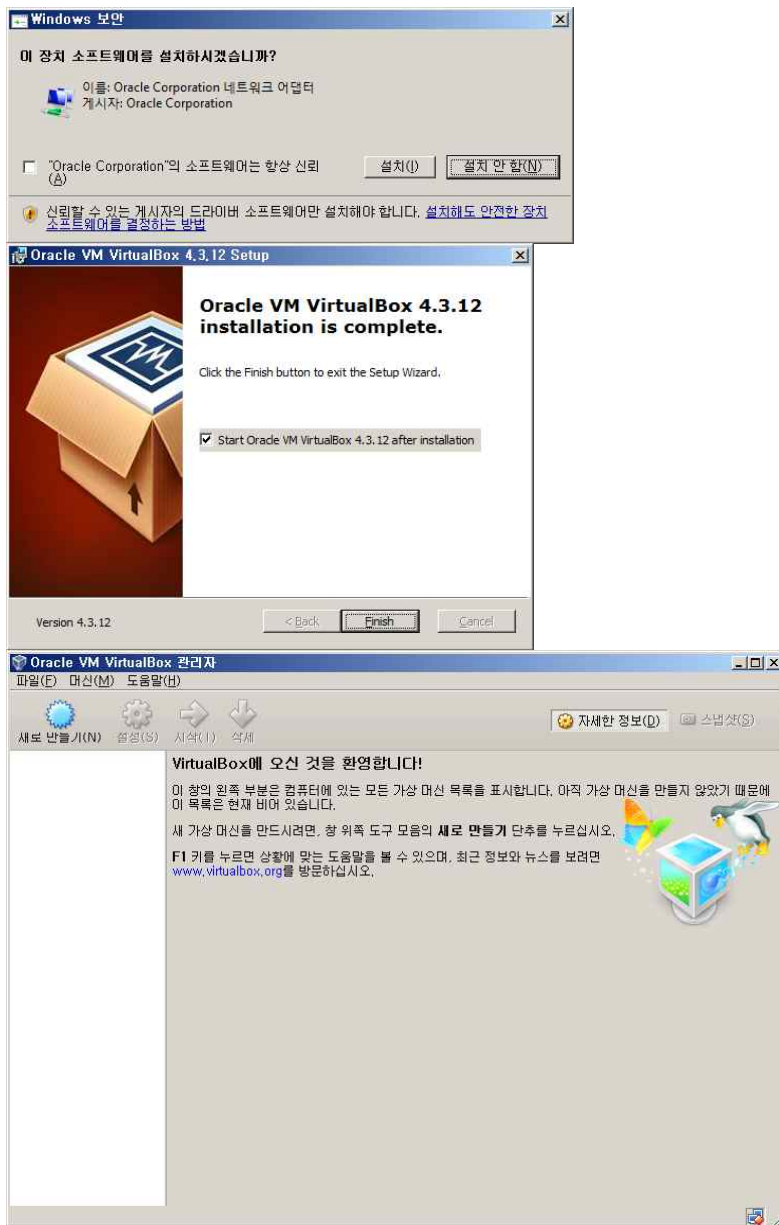 Windows 보안
이 장치 소프트웨어를 설치하시겠습니까?
이름: Oracle Corporation 네트워크 어댑터
게시자: Oracle Corporation
"Oracle Corporation"의 소프트웨어는 항상 신뢰
(A)
설치(I)
설치 안 함(N)
신뢰할 수 있는 게시자의 드라이버 소프트웨어만 설치해야 합니다. 설치해도 안전한 장치
소프트웨어를 결정하는 방법
Oracle VM VirtualBox 4.3.12 Setup
Oracle VM VirtualBox 4.3.12
installation is complete.
Click the Finish button to exit the Setup Wizard.
Start Oracle VM VirtualBox 4.3.12 after installation
Version 4.3.12
< Back
Finish
Cancel
Oracle VM VirtualBox 관리자
파일(F) 머신(M) 도움말(H)
새로 만들기(N) 설정(S) 시작(T) 삭제
자세한 정보(D) 스냅샷(S)
VirtualBox에 오신 것을 환영합니다!
이 창의 왼쪽 부분은 컴퓨터에 있는 모든 가상 머신 목록을 표시합니다. 아직 가상 머신을 만들지 않았기 때문에
이 목록은 현재 비어 있습니다.
새 가상 머신을 만드시려면, 창 위쪽 도구 모음의 새로 만들기 단추를 누르십시오.
F1 키를 누르면 상황에 맞는 도움말을 볼 수 있으며, 최근 정보와 뉴스를 보려면
www.virtualbox.org를 방문하십시오.